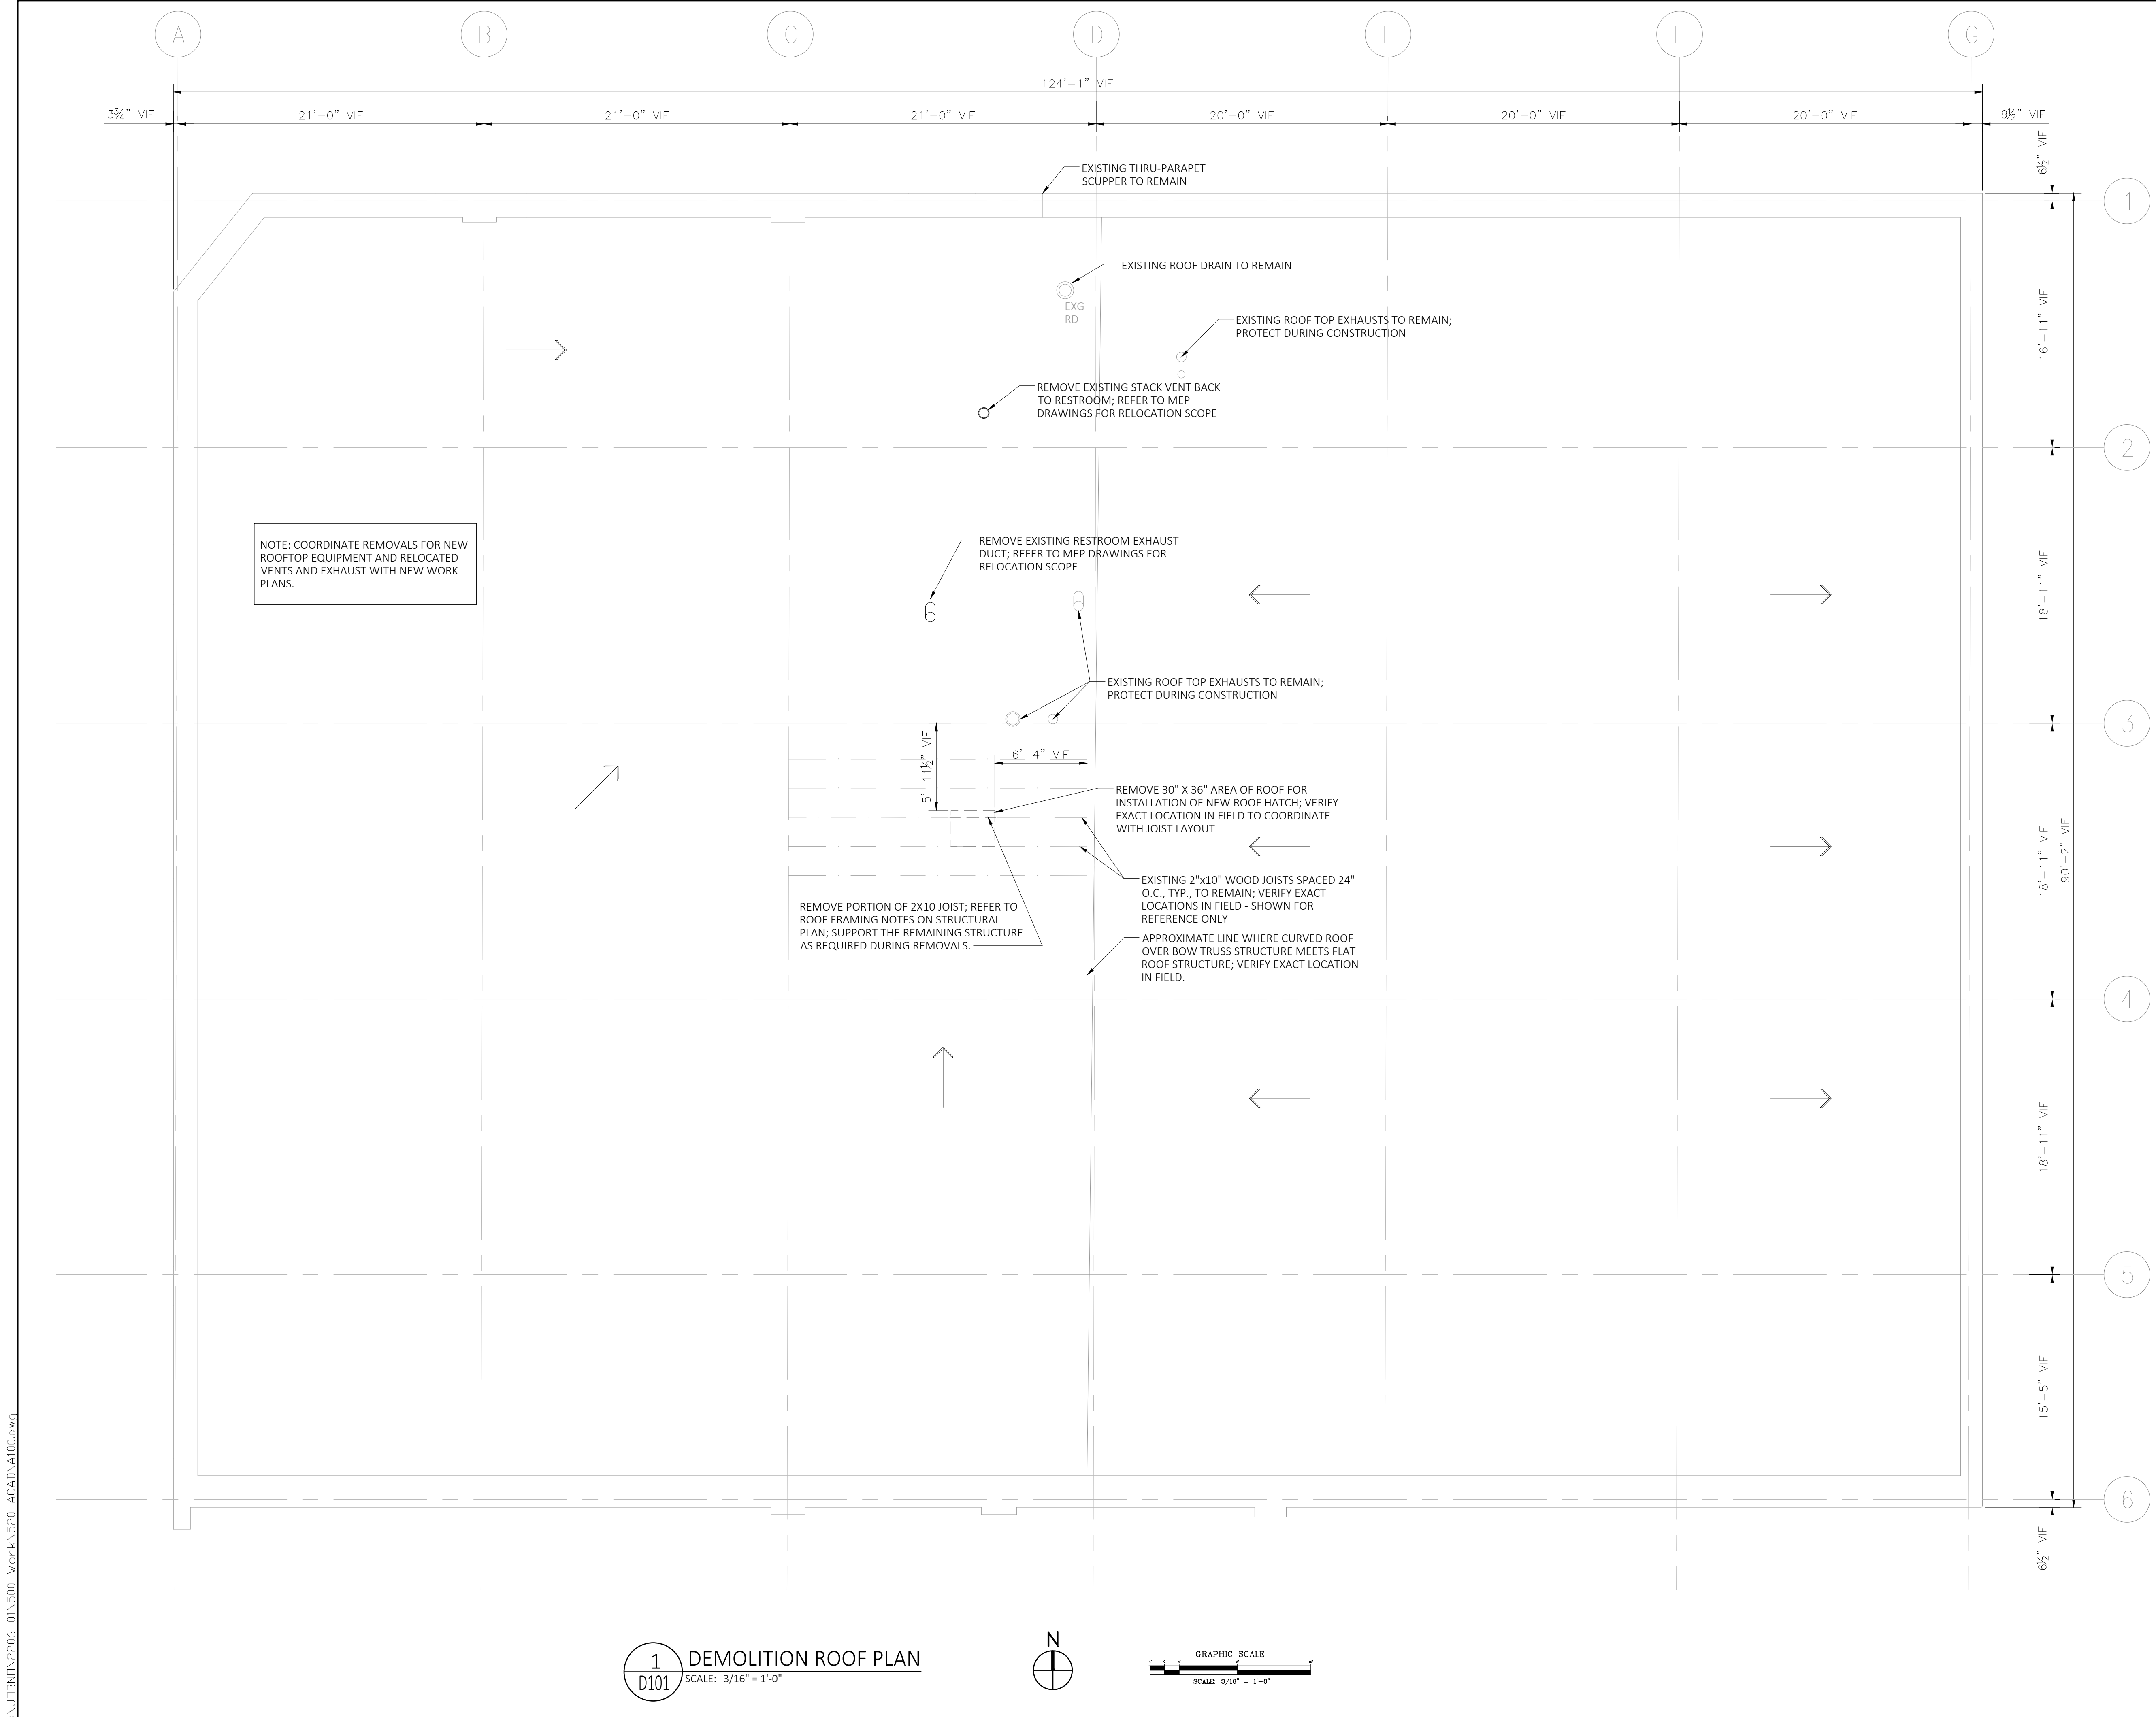 A
B
C
D
E
F
G
124'-1" VIF
3¾" VIF
21'-0" VIF
21'-0" VIF
21'-0" VIF
20'-0" VIF
20'-0" VIF
20'-0" VIF
9½" VIF
6½" VIF
EXISTING THRU-PARAPET
SCUPPER TO REMAIN
1
EXISTING ROOF DRAIN TO REMAIN
EXG
RD
EXISTING ROOF TOP EXHAUSTS TO REMAIN;
PROTECT DURING CONSTRUCTION
16'-11" VIF
REMOVE EXISTING STACK VENT BACK
TO RESTROOM; REFER TO MEP
DRAWINGS FOR RELOCATION SCOPE
2
NOTE: COORDINATE REMOVALS FOR NEW
ROOFTOP EQUIPMENT AND RELOCATED
VENTS AND EXHAUST WITH NEW WORK
PLANS.
REMOVE EXISTING RESTROOM EXHAUST
DUCT; REFER TO MEP DRAWINGS FOR
RELOCATION SCOPE
18'-11" VIF
EXISTING ROOF TOP EXHAUSTS TO REMAIN;
PROTECT DURING CONSTRUCTION
3
5'-11½" VIF
6'-4" VIF
REMOVE 30" X 36" AREA OF ROOF FOR
INSTALLATION OF NEW ROOF HATCH; VERIFY
EXACT LOCATION IN FIELD TO COORDINATE
WITH JOIST LAYOUT
18'-11" VIF
90'-2" VIF
EXISTING 2"x10" WOOD JOISTS SPACED 24"
O.C., TYP., TO REMAIN; VERIFY EXACT
LOCATIONS IN FIELD - SHOWN FOR
REFERENCE ONLY
REMOVE PORTION OF 2X10 JOIST; REFER TO
ROOF FRAMING NOTES ON STRUCTURAL
PLAN; SUPPORT THE REMAINING STRUCTURE
AS REQUIRED DURING REMOVALS.
APPROXIMATE LINE WHERE CURVED ROOF
OVER BOW TRUSS STRUCTURE MEETS FLAT
ROOF STRUCTURE; VERIFY EXACT LOCATION
IN FIELD.
4
18'-11" VIF
5
15'-5" VIF
6
6½" VIF
\JOBNO\2206-01\500 Work\520 ACAD\A100.dwg
1
D101
DEMOLITION ROOF PLAN
SCALE: 3/16" = 1'-0"
N
GRAPHIC SCALE
SCALE: 3/16" = 1'-0"